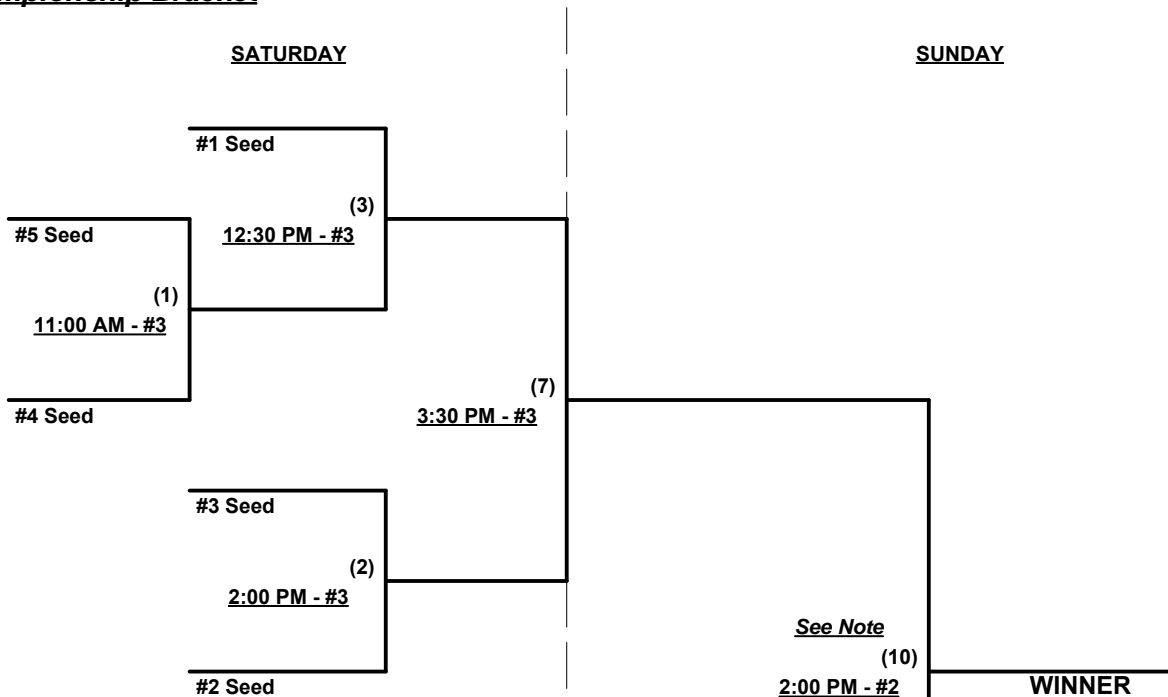 SATURDAY
SUNDAY
#1 Seed
(3)
#5 Seed
12:30 PM - #3
(1)
11:00 AM - #3
(7)
#4 Seed
3:30 PM - #3
#3 Seed
(2)
2:00 PM - #3
See Note
(10)
#2 Seed
2:00 PM - #2
WINNER